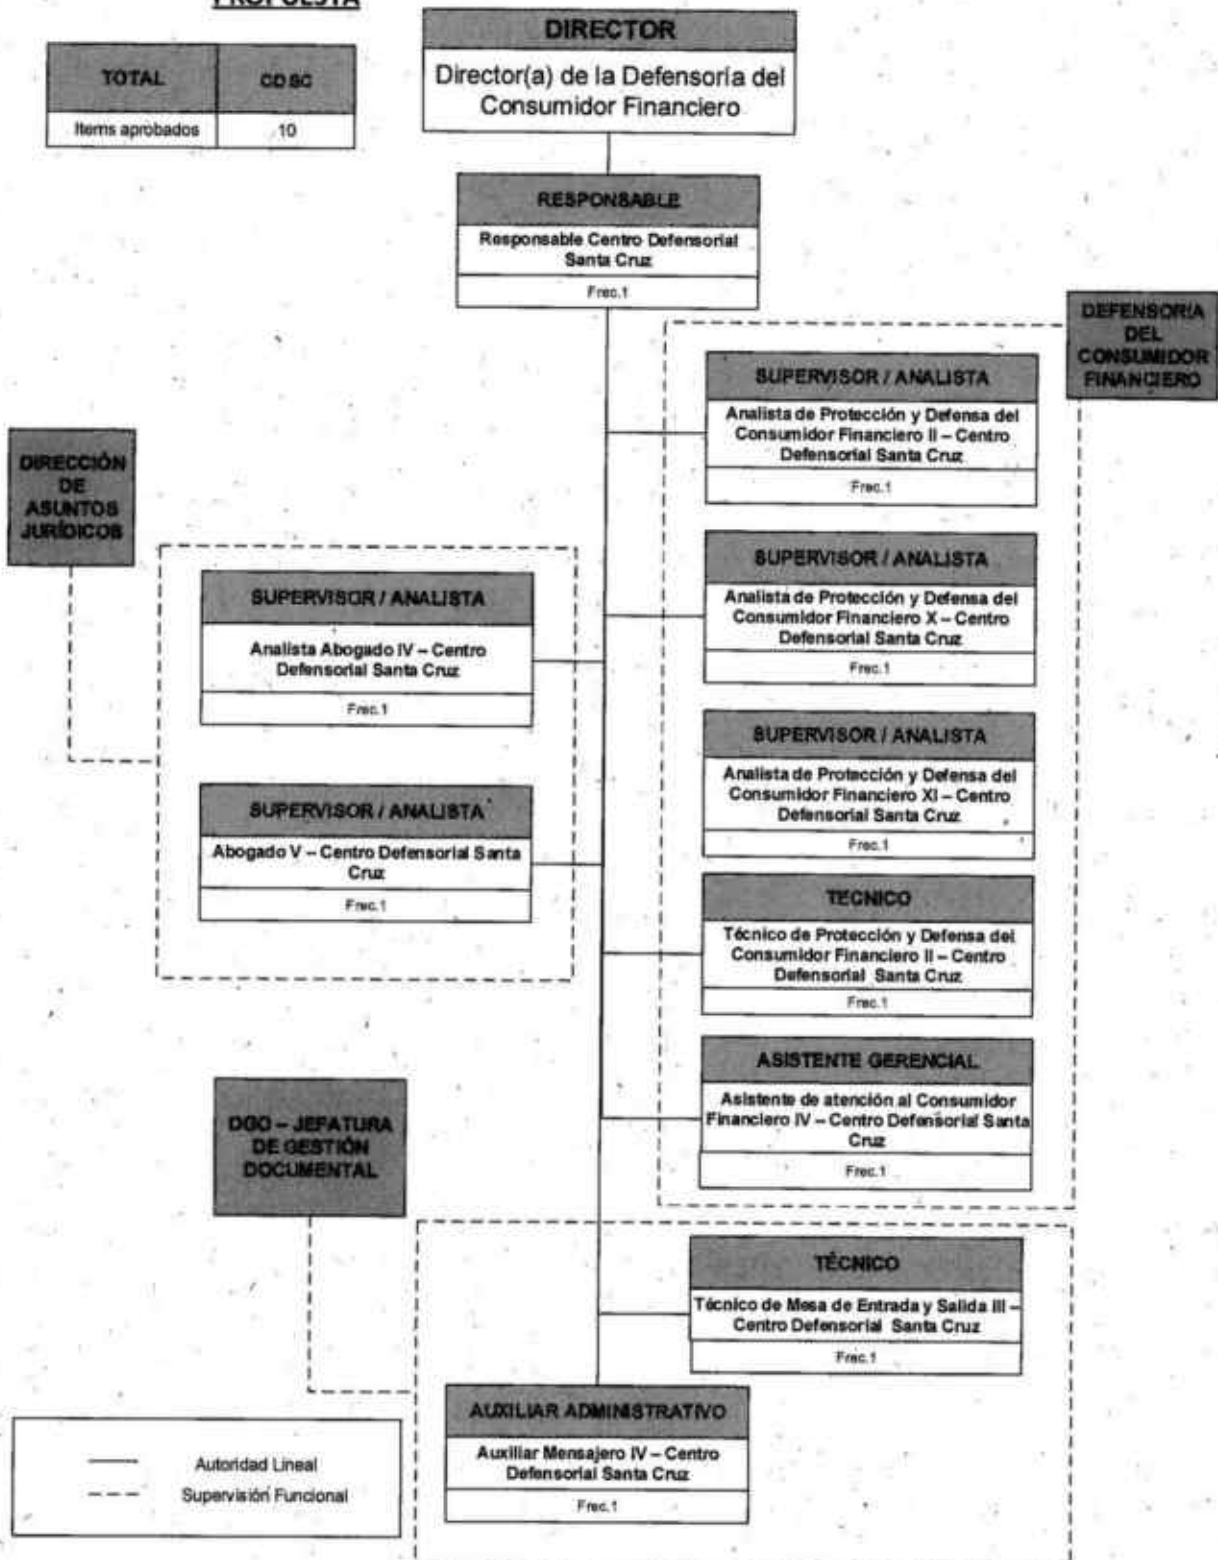 PROPUESTA
TOTAL CDSC
Items aprobados 10
DIRECTOR
Director(a) de la Defensoría del
Consumidor Financiero
RESPONSABLE
Responsable Centro Defensorial
Santa Cruz
Frec.1
DEFENSORÍA
DEL
CONSUMIDOR
FINANCIERO
SUPERVISOR / ANALISTA
Analista de Protección y Defensa del
Consumidor Financiero II – Centro
Defensorial Santa Cruz
Frec.1
DIRECCIÓN
DE
ASUNTOS
JURÍDICOS
SUPERVISOR / ANALISTA
Analista de Protección y Defensa del
Consumidor Financiero X – Centro
Defensorial Santa Cruz
Frec.1
SUPERVISOR / ANALISTA
Analista Abogado IV – Centro
Defensorial Santa Cruz
Frec.1
SUPERVISOR / ANALISTA
Analista de Protección y Defensa del
Consumidor Financiero XI – Centro
Defensorial Santa Cruz
Frec.1
SUPERVISOR / ANALISTA
Abogado V – Centro Defensorial Santa
Cruz
Frec.1
TECNICO
Técnico de Protección y Defensa del
Consumidor Financiero II – Centro
Defensorial Santa Cruz
Frec.1
ASISTENTE GERENCIAL
Asistente de atención al Consumidor
Financiero IV – Centro Defensorial Santa
Cruz
Frec.1
DGO – JEFATURA
DE GESTIÓN
DOCUMENTAL
TÉCNICO
Técnico de Mesa de Entrada y Salida III –
Centro Defensorial Santa Cruz
Frec.1
AUXILIAR ADMINISTRATIVO
Auxiliar Mensajero IV – Centro
Defensorial Santa Cruz
Frec.1
Autoridad Lineal
Supervisión Funcional